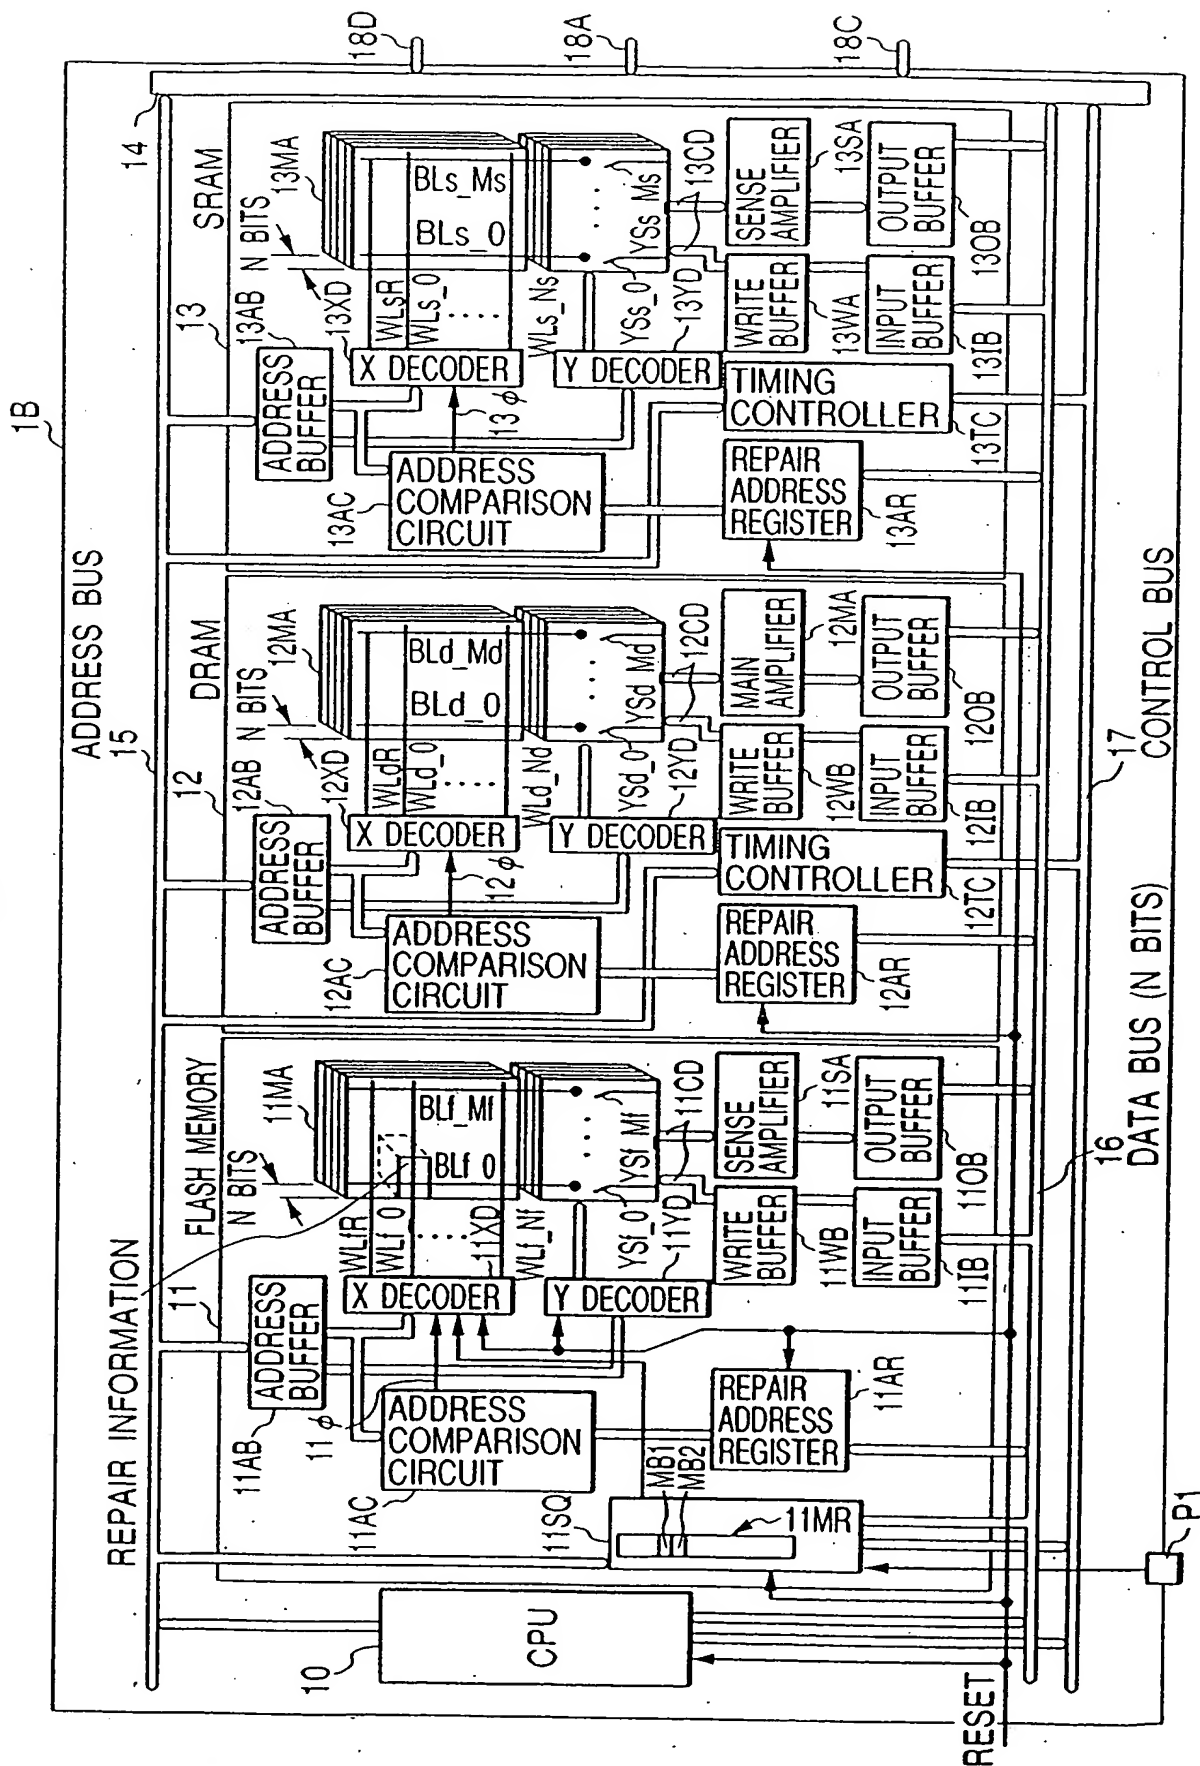 1B
ADDRESS BUS
15
14
18D
18A
18C
REPAIR INFORMATION
FLASH MEMORY
N BITS
11MA
11
11AB
ADDRESS
BUFFER
WLfR
WLf_0
WLf_Nf
BLf_Mf
BLf_0
11XD
X DECODER
YSf_0
YSf_Mf
11YD
Y DECODER
11CD
11φ
11AC
ADDRESS
COMPARISON
CIRCUIT
11SQ
MB1
MB2
11MR
REPAIR
ADDRESS
REGISTER
11AR
WRITE
BUFFER
11WB
SENSE
AMPLIFIER
11SA
INPUT
BUFFER
11IB
OUTPUT
BUFFER
11OB
10
CPU
DRAM
N BITS
12MA
12
12AB
ADDRESS
BUFFER
12XD
WLdR
WLd_0
WLd_Nd
BLd_Md
BLd_0
X DECODER
YSd_0
YSd_Md
12YD
Y DECODER
12CD
12φ
12AC
ADDRESS
COMPARISON
CIRCUIT
TIMING
CONTROLLER
12TC
REPAIR
ADDRESS
REGISTER
12AR
WRITE
BUFFER
12WB
MAIN
AMPLIFIER
12MA
INPUT
BUFFER
12IB
OUTPUT
BUFFER
12OB
SRAM
N BITS
13MA
13
13AB
ADDRESS
BUFFER
13XD
WLsR
WLs_0
WLs_Ns
BLs_Ms
BLs_0
X DECODER
YSs_0
YSs_Ms
13YD
Y DECODER
13CD
13φ
13AC
ADDRESS
COMPARISON
CIRCUIT
TIMING
CONTROLLER
13TC
REPAIR
ADDRESS
REGISTER
13AR
WRITE
BUFFER
13WA
SENSE
AMPLIFIER
13SA
INPUT
BUFFER
13IB
OUTPUT
BUFFER
13OB
RESET
P1
16
DATA BUS (N BITS)
17
CONTROL BUS